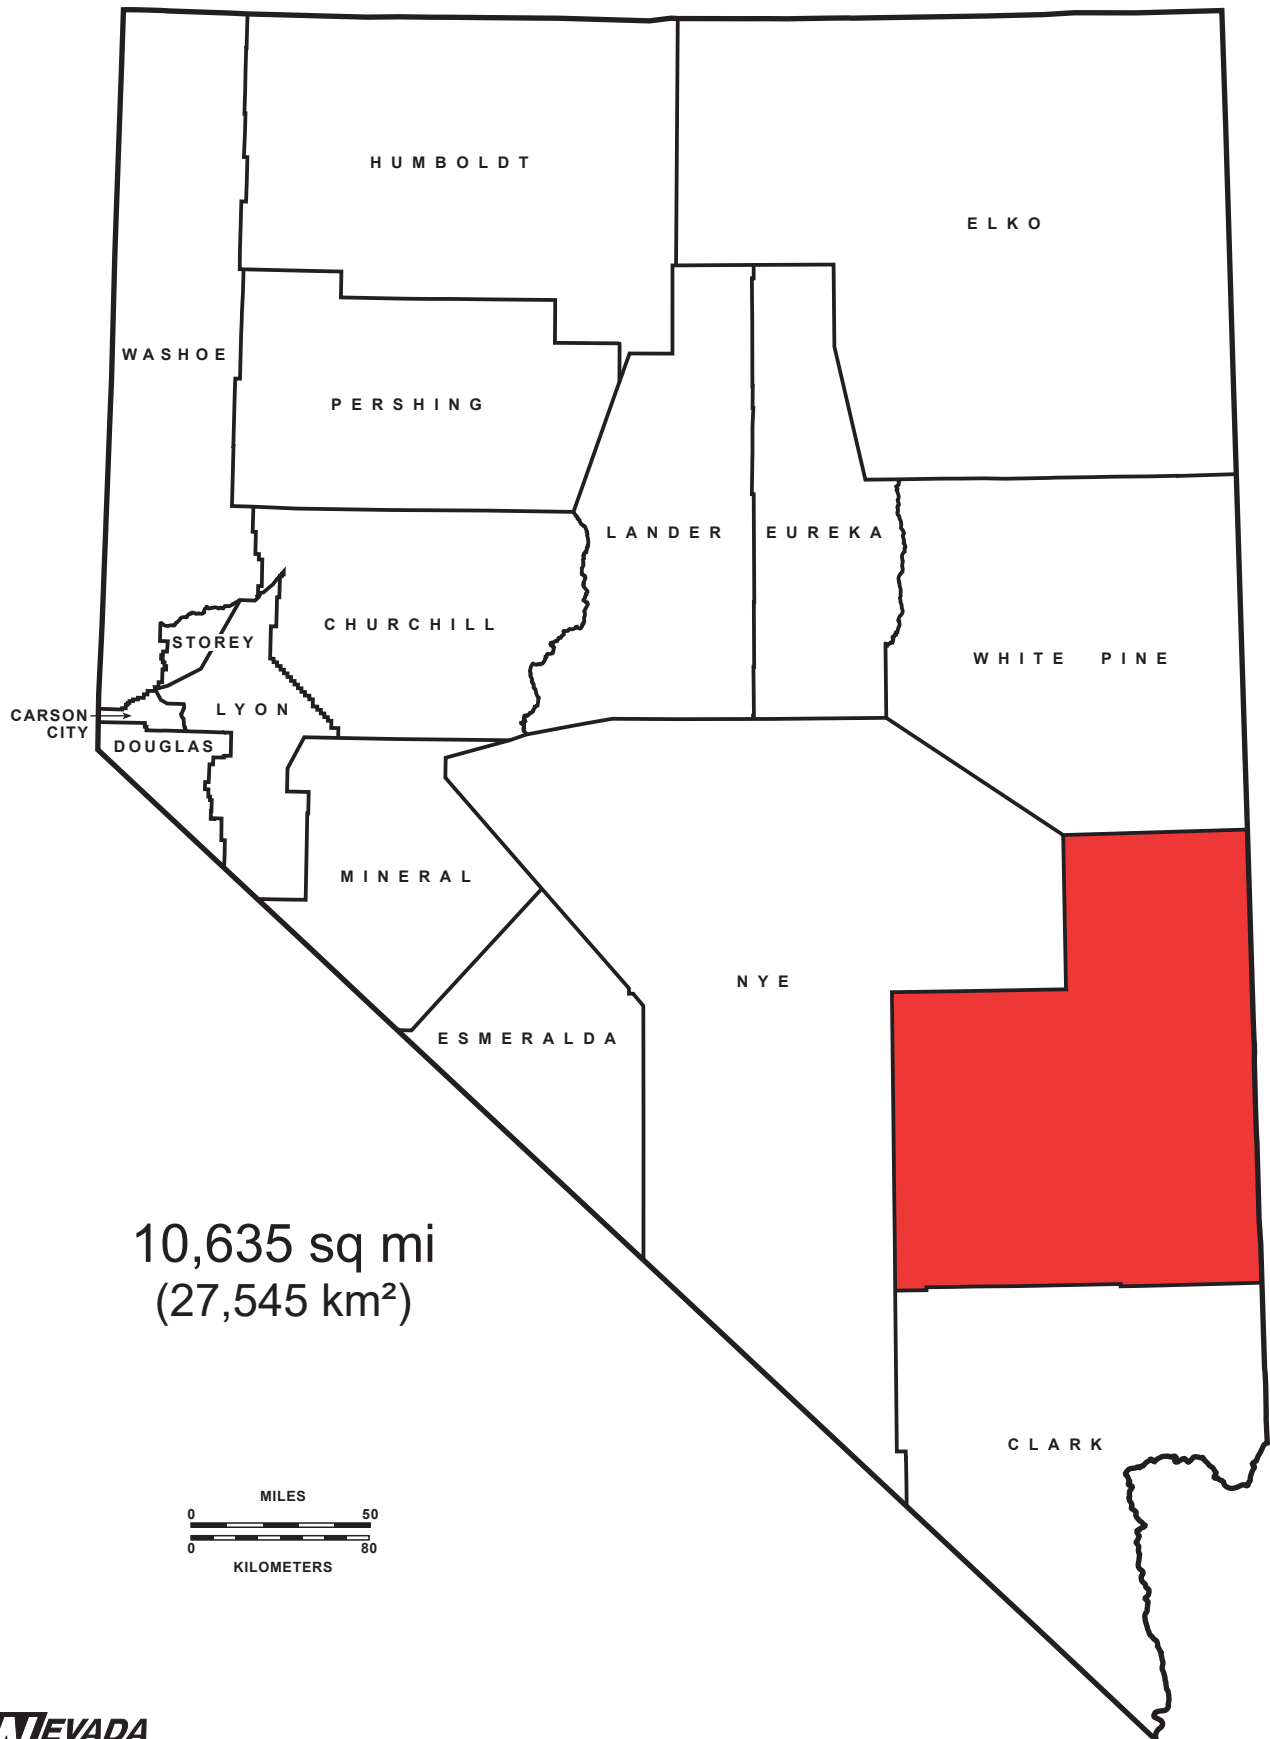 HUMBOLDT
ELKO
WASHOE
PERSHING
LANDER
EUREKA
CHURCHILL
STOREY
WHITE PINE
LYON
CARSON
CITY
DOUGLAS
MINERAL
NYE
ESMERALDA
10,635 sq mi
(27,545 km²)
CLARK
MILES
0 50
0 80
KILOMETERS
NEVADA